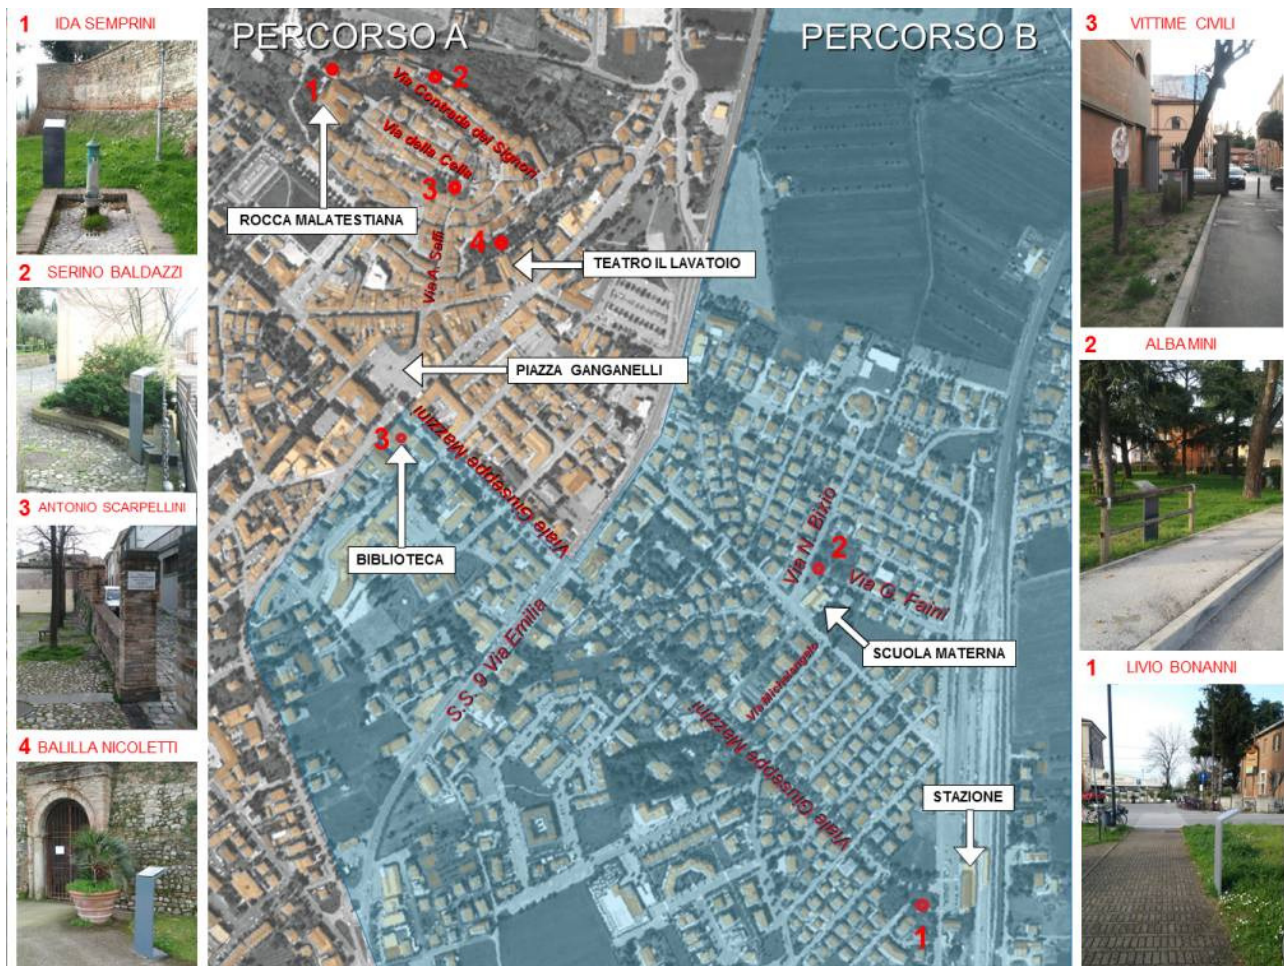 1 IDA SEMPRINI
2 SERINO BALDAZZI
3 ANTONIO SCARPELLINI
4 BALILLA NICOLETTI
PERCORSO A
PERCORSO B
1
2
Via Contrada dei Signori
Via della Cella
3
ROCCA MALATESTIANA
4
Via A. Saffi
TEATRO IL LAVATOIO
PIAZZA GANGANELLI
3
Viale Giuseppe Mazzini
BIBLIOTECA
S.S. 9 Via Emilia
Via N. Bixio
2
Via G. Faini
SCUOLA MATERNA
Via Michelangelo
Viale Giuseppe Mazzini
STAZIONE
1
3 VITTIME CIVILI
2 ALBA MINI
1 LIVIO BONANNI